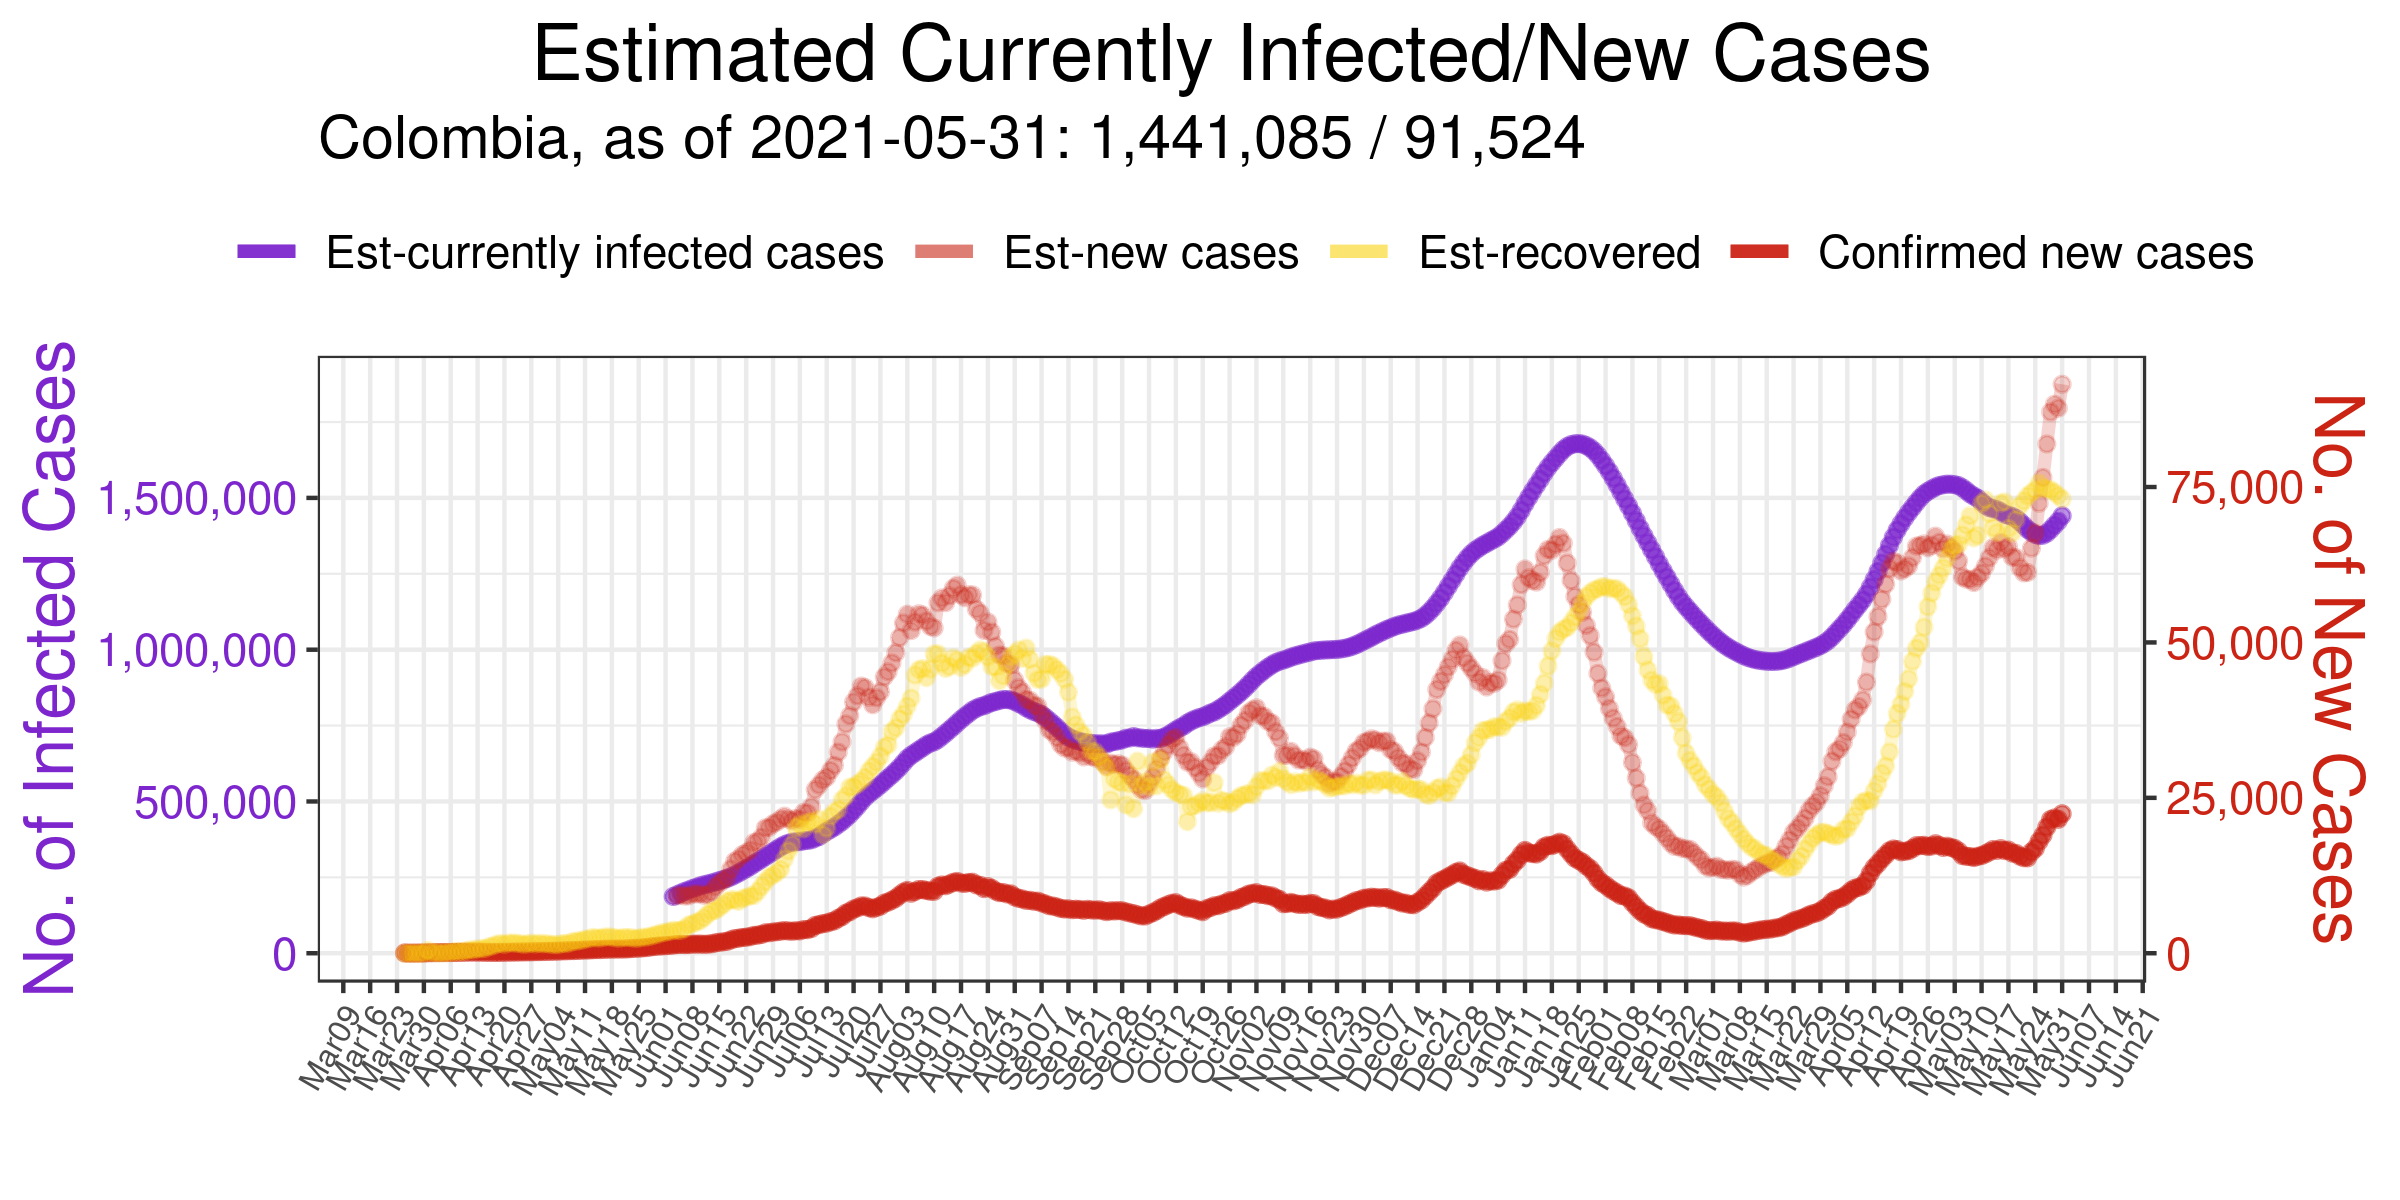 Estimated Currently Infected/New Cases
Colombia, as of 2021-05-31: 1,441,085 / 91,524
Est-currently infected cases Est-new cases Est-recovered Confirmed new cases
No. of Infected Cases
1,500,000
1,000,000
500,000
0
75,000
50,000
25,000
0
No. of New Cases
Mar09
Mar16
Mar23
Mar30
Apr06
Apr13
Apr20
Apr27
May04
May11
May18
May25
Jun01
Jun08
Jun15
Jun22
Jun29
Jul06
Jul13
Jul20
Jul27
Aug03
Aug10
Aug17
Aug24
Aug31
Sep07
Sep14
Sep21
Sep28
Oct05
Oct12
Oct19
Oct26
Nov02
Nov09
Nov16
Nov23
Nov30
Dec07
Dec14
Dec21
Dec28
Jan04
Jan11
Jan18
Jan25
Feb01
Feb08
Feb15
Feb22
Mar01
Mar08
Mar15
Mar22
Mar29
Apr05
Apr12
Apr19
Apr26
May03
May10
May17
May24
May31
Jun07
Jun14
Jun21